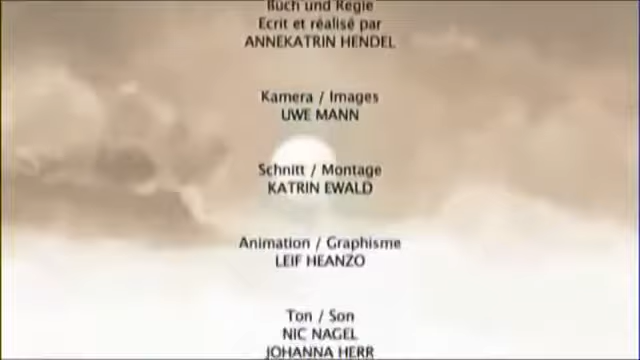 Buch und Regie
Ecrit et réalisé par
ANNEKATRIN HENDEL
Kamera / Images
UWE MANN
Schnitt / Montage
KATRIN EWALD
Animation / Graphisme
LEIF HEANZO
Ton / Son
NIC NAGEL
JOHANNA HERR